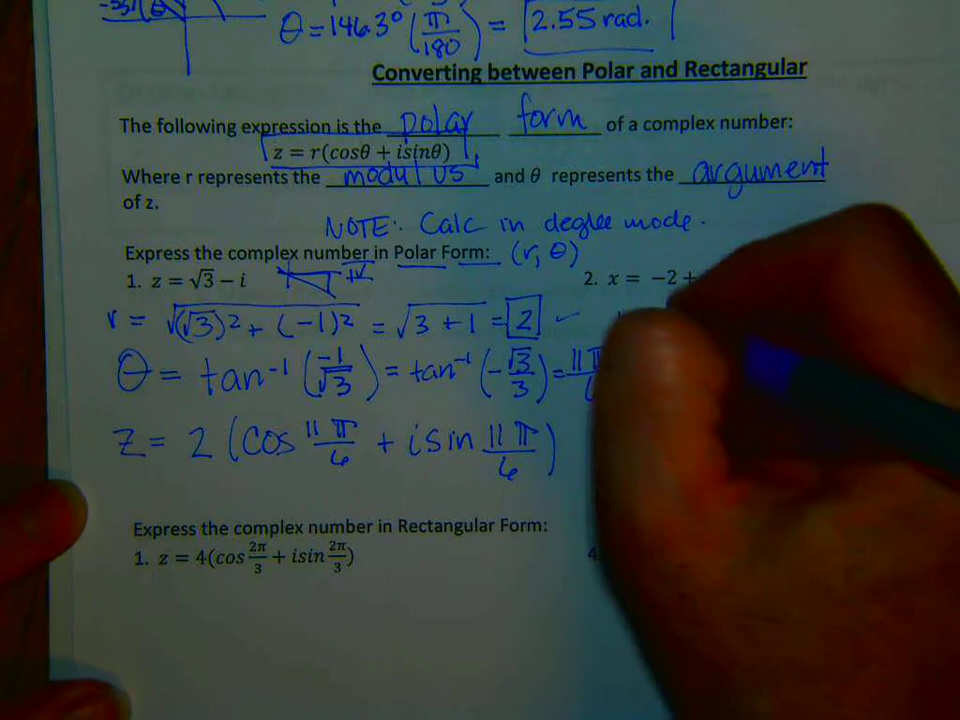 θ = 146.3° (π/180) = 2.55 rad.
Converting between Polar and Rectangular
The following expression is the polar form of a complex number:
z = r(cosθ + isinθ)
Where r represents the modulus and θ represents the argument
of z.
NOTE: Calc in degree mode.
Express the complex number in Polar Form: (r, θ)
1. z = √3 − i
2. x = −2 +
r = √(√3)² + (−1)² = √3 + 1 = 2 ✓
θ = tan⁻¹ (−1/√3) = tan⁻¹ (−√3/3) = 11π/6
z = 2 (cos 11π/6 + i sin 11π/6)
Express the complex number in Rectangular Form:
1. z = 4(cos 2π/3 + isin 2π/3)
4